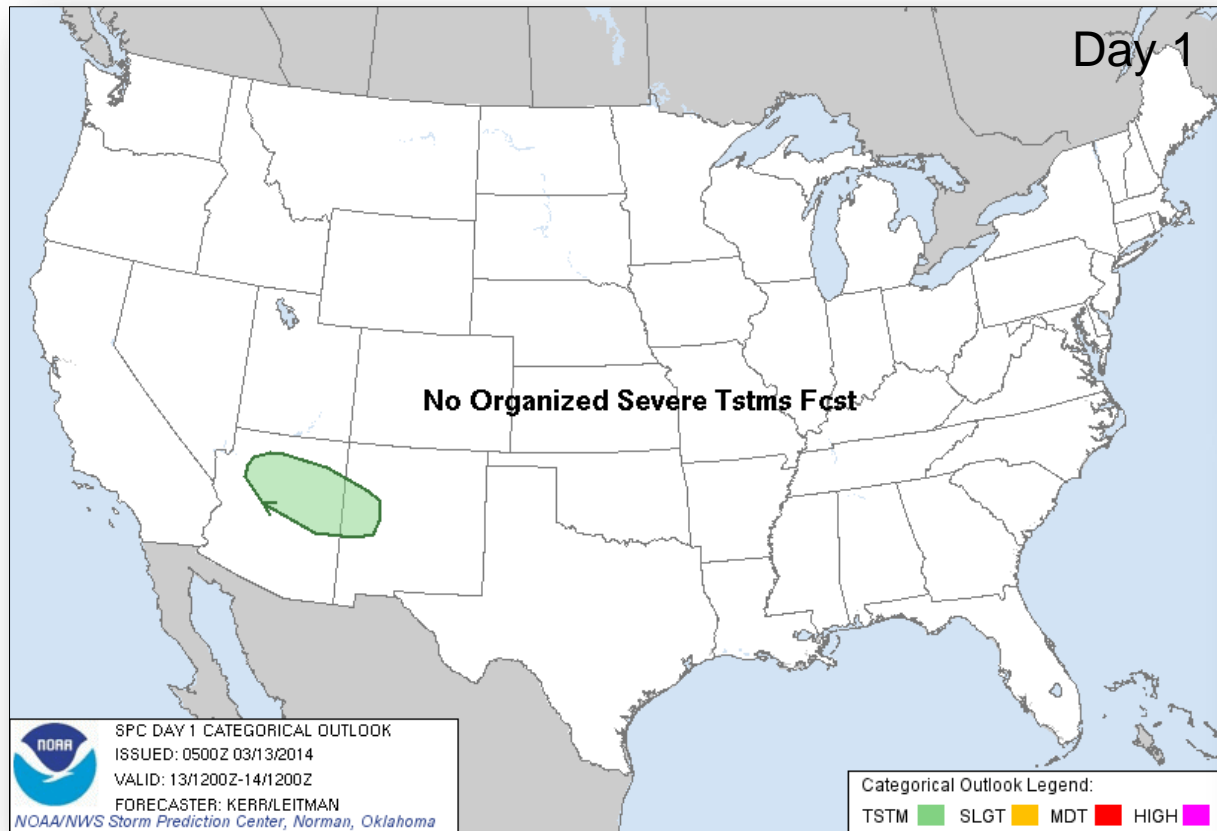 Day 1
No Organized Severe Tstms Fcst
NOAA
SPC DAY 1 CATEGORICAL OUTLOOK
ISSUED: 0500Z 03/13/2014
VALID: 13/1200Z-14/1200Z
FORECASTER: KERR/LEITMAN
NOAA/NWS Storm Prediction Center, Norman, Oklahoma
Categorical Outlook Legend:
TSTM SLGT MDT HIGH